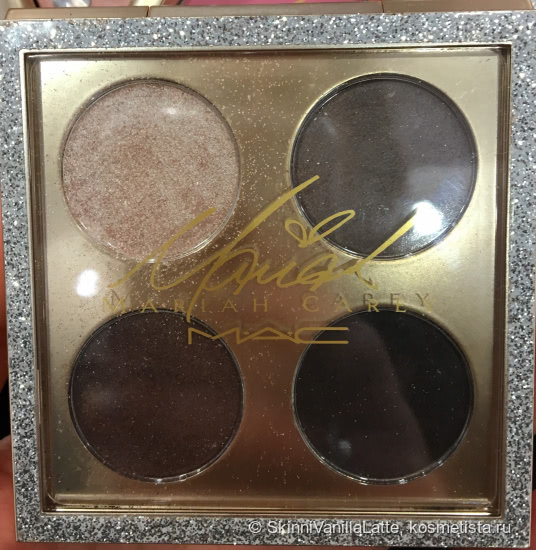 Mariah
MARIAH CAREY
MAC
© SkinniVanillaLatte, kosmetista.ru